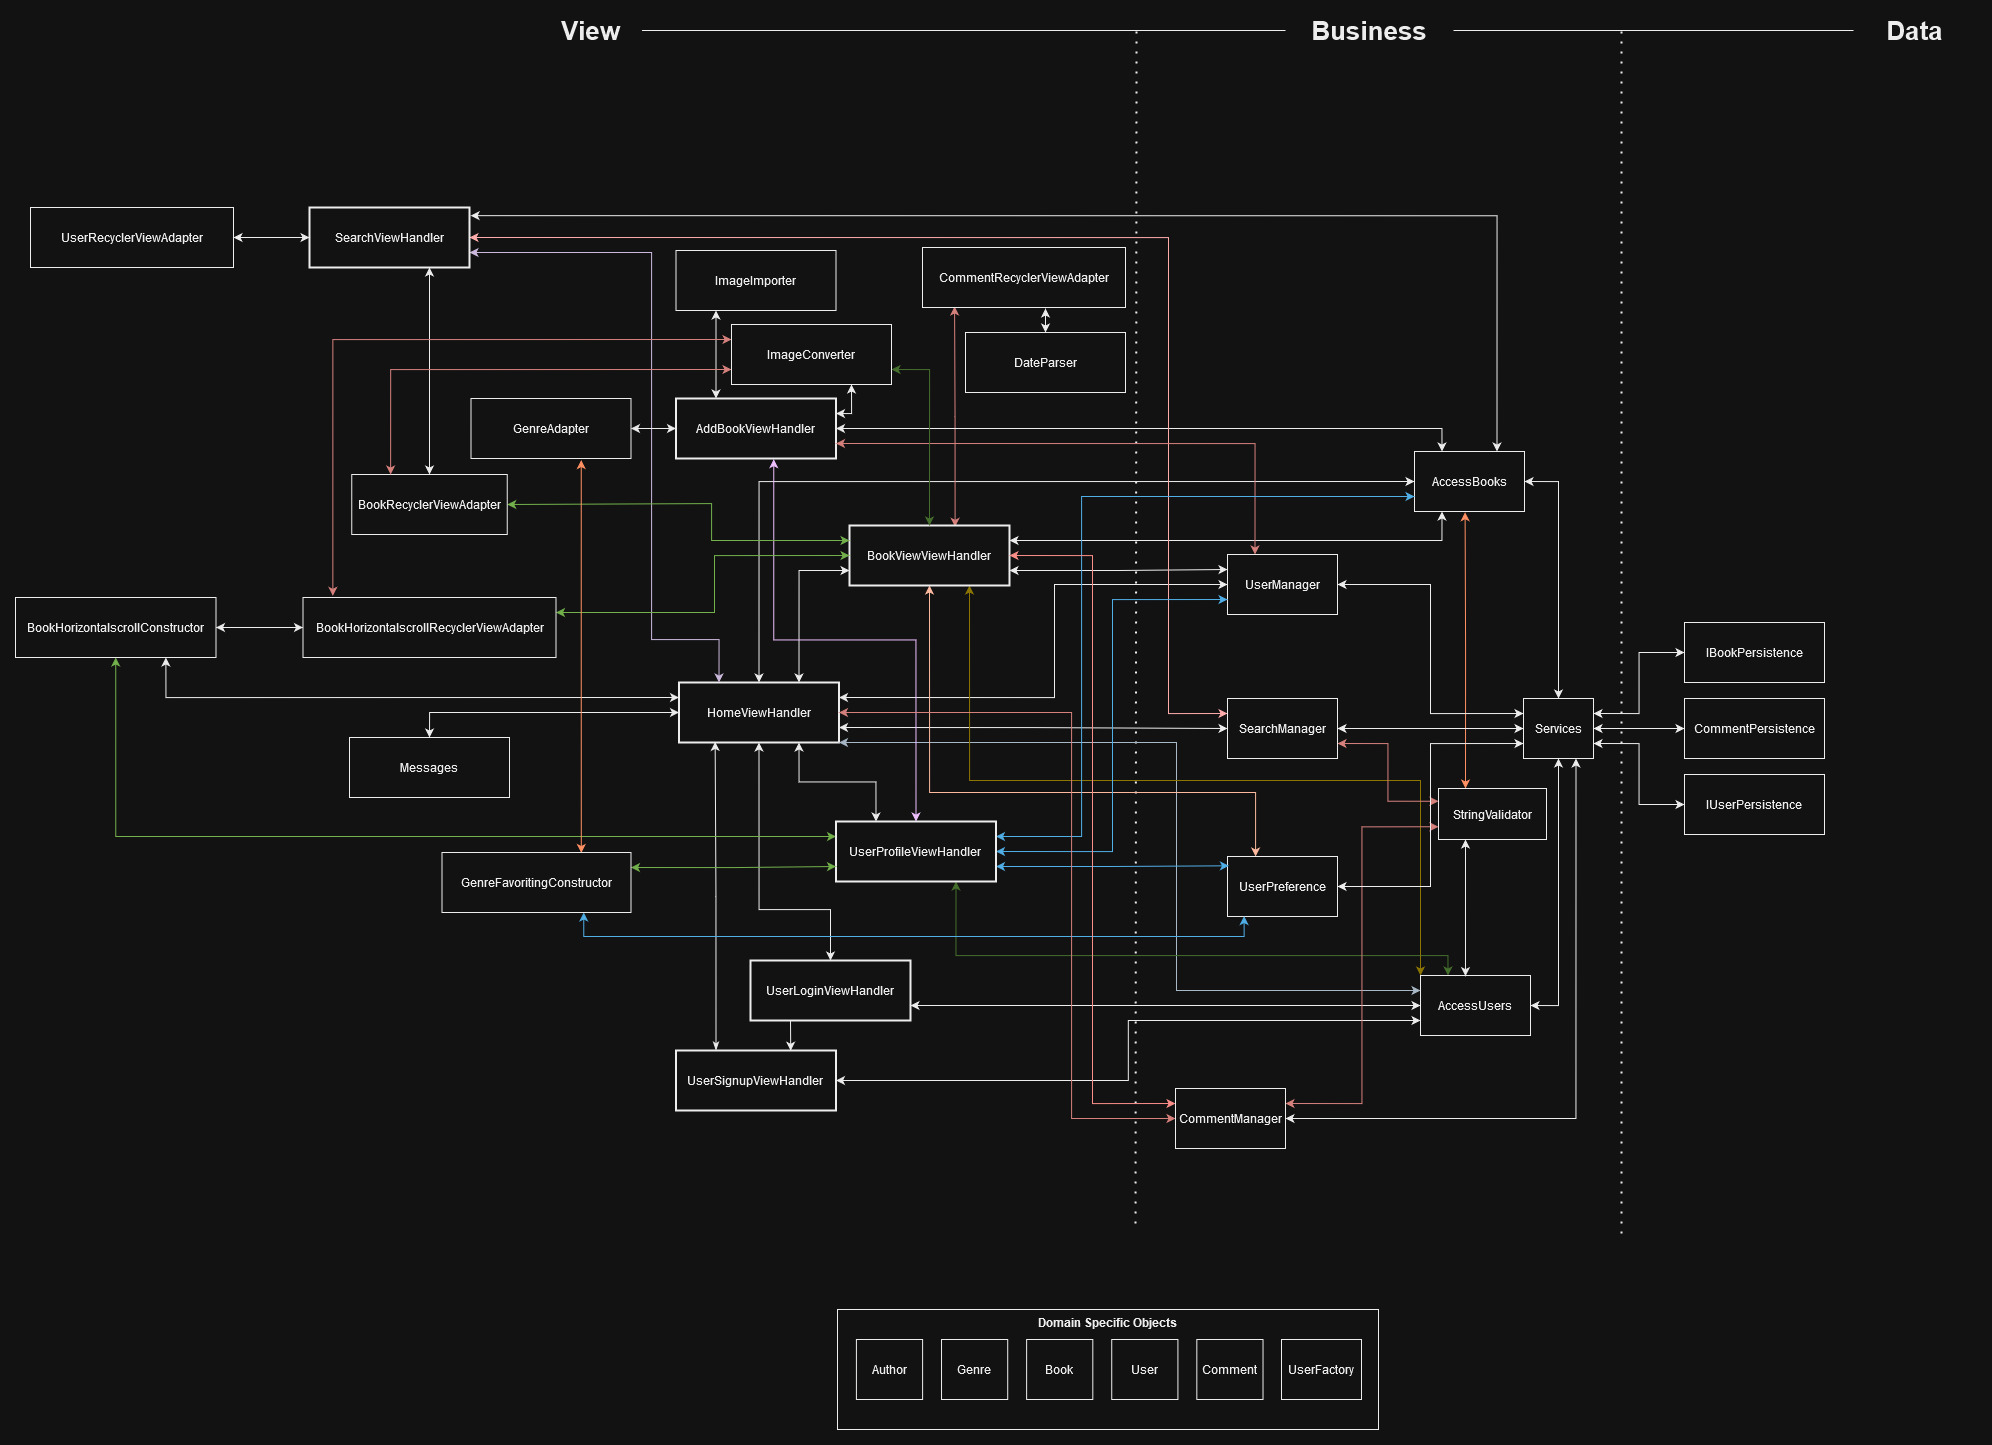 View
Business
Data
UserRecyclerViewAdapter
SearchViewHandler
ImageImporter
CommentRecyclerViewAdapter
ImageConverter
DateParser
GenreAdapter
AddBookViewHandler
BookRecyclerViewAdapter
AccessBooks
BookViewViewHandler
UserManager
BookHorizontalscrollConstructor
BookHorizontalscrollRecyclerViewAdapter
IBookPersistence
HomeViewHandler
SearchManager
Services
CommentPersistence
Messages
StringValidator
IUserPersistence
UserProfileViewHandler
GenreFavoritingConstructor
UserPreference
UserLoginViewHandler
AccessUsers
UserSignupViewHandler
CommentManager
Domain Specific Objects
Author
Genre
Book
User
Comment
UserFactory